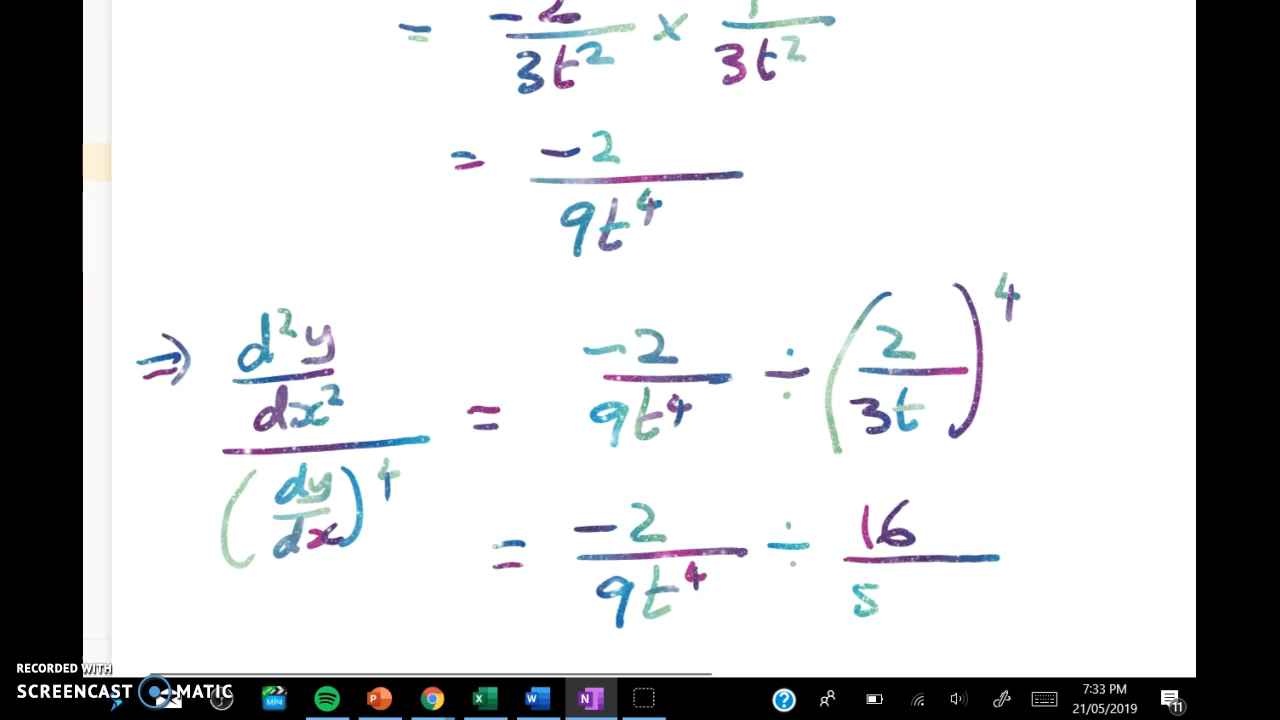 = -2/3t² × 1/3t²
= -2/9t⁴
⇒ d²y/dx² / (dy/dx)⁴ = -2/9t⁴ ÷ (2/3t)⁴
= -2/9t⁴ ÷ 16/s
RECORDED WITH
SCREENCAST MATIC
7:33 PM
21/05/2019
11